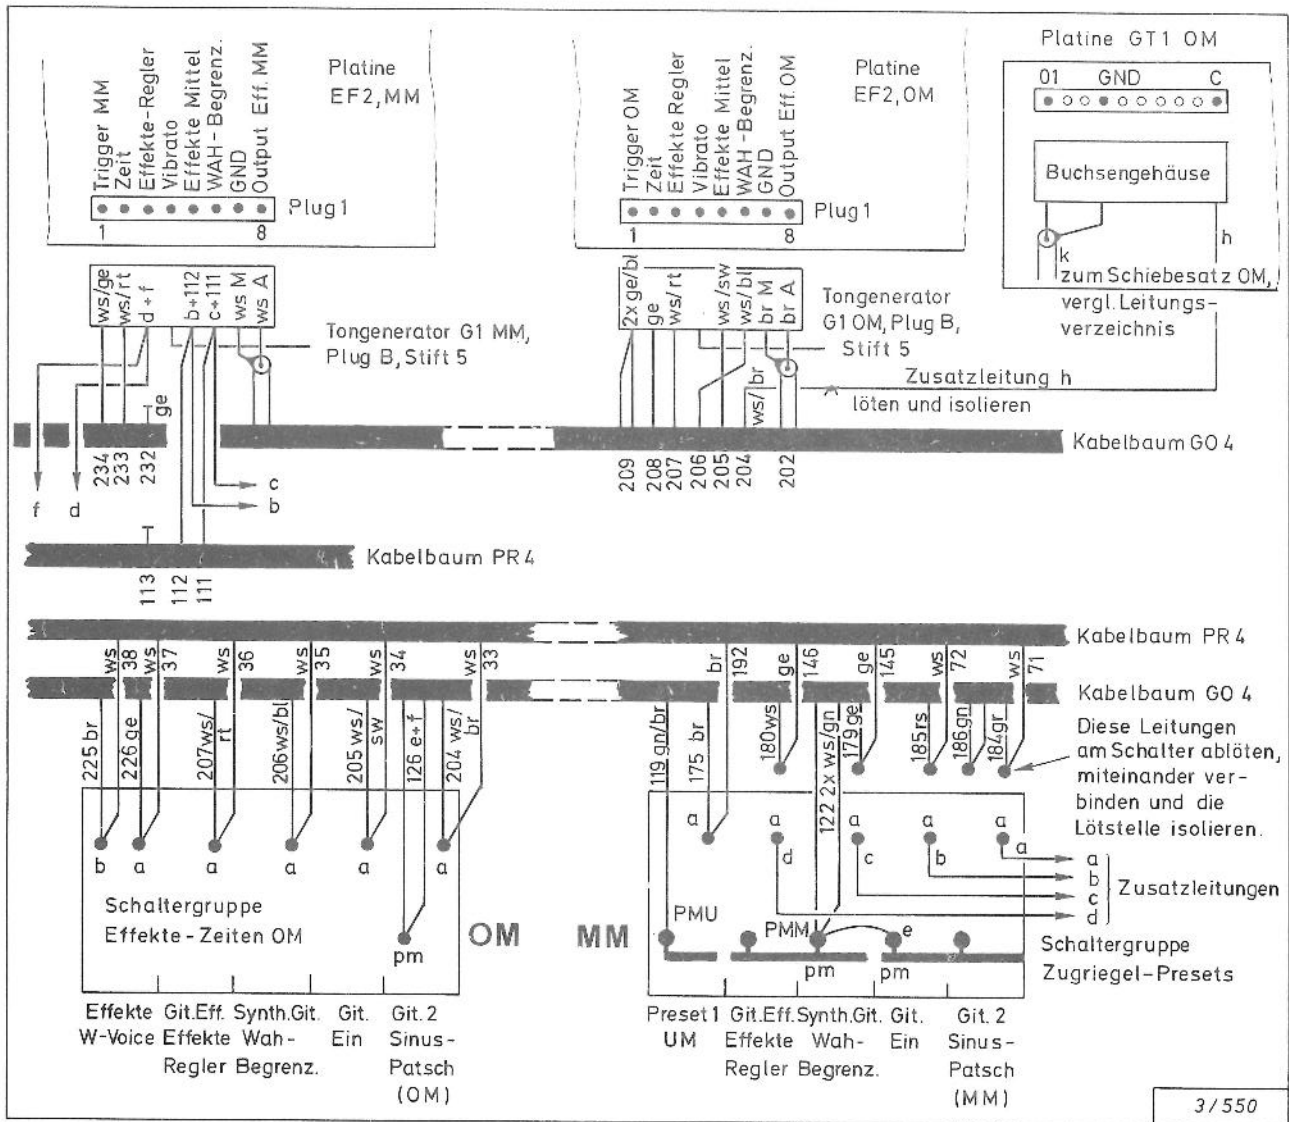 Platine GT1 OM
01 GND C
Buchsengehäuse
k
h
zum Schiebesatz OM,
vergl. Leitungs-
verzeichnis
Trigger MM
Zeit
Effekte-Regler
Vibrato
Effekte Mittel
WAH-Begrenz.
GND
Output Eff. MM
Platine
EF2, MM
Plug 1
1 8
Trigger OM
Zeit
Effekte Regler
Vibrato
Effekte Mittel
WAH-Begrenz.
GND
Output Eff. OM
Platine
EF2, OM
Plug 1
1 8
ws/ge
ws/rt
d+f
b+112
c+111
ws M
ws A
Tongenerator G1 MM,
Plug B, Stift 5
2x ge/bl
ge
ws/rt
ws/sw
ws/bl
br M
br A
Tongenerator
G1 OM, Plug B,
Stift 5
ws/br
Zusatzleitung h
löten und isolieren
ge
Kabelbaum GO 4
234
233
232
f d
c
b
209
208
207
206
205
204
202
Kabelbaum PR 4
113
112
111
Kabelbaum PR 4
ws
38
ws
37
ws
36
ws
35
ws
34
ws
33
br
192
ge
146
ge
145
ws
72
ws
71
Kabelbaum GO 4
225 br
226 ge
207 ws/
rt
206 ws/bl
205 ws/
sw
126 e+f
204 ws/
br
119 gn/br
175 br
180 ws
122 2x ws/gn
179 ge
185 rs
186 gn
184 gr
Diese Leitungen
am Schalter ablöten,
miteinander ver-
binden und die
Lötstelle isolieren.
b a a a a a
a a a a a
d c b a
a
b
c
d
Zusatzleitungen
Schaltergruppe
Effekte-Zeiten OM
pm
OM MM
PMU
PMM
e
pm pm
Schaltergruppe
Zugriegel-Presets
Effekte
W-Voice
Git. Eff.
Effekte
Regler
Synth. Git.
Wah-
Begrenz.
Git.
Ein
Git. 2
Sinus-
Patsch
(OM)
Preset 1
UM
Git. Eff.
Effekte
Regler
Synth. Git.
Wah-
Begrenz.
Git.
Ein
Git. 2
Sinus-
Patsch
(MM)
3/550